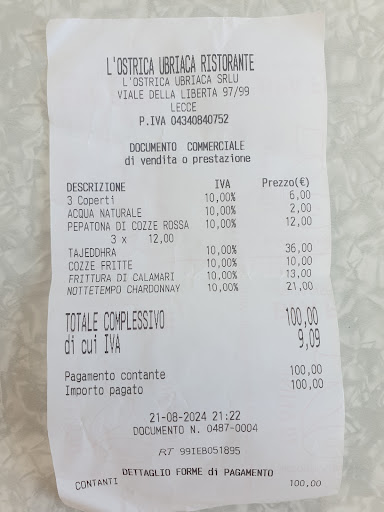 L'OSTRICA UBRIACA RISTORANTE
L'OSTRICA UBRIACA SRLU
VIALE DELLA LIBERTA 97/99
LECCE
P.IVA 04340840752
DOCUMENTO COMMERCIALE
di vendita o prestazione
DESCRIZIONE IVA Prezzo(€)
3 Coperti 10,00% 6,00
ACQUA NATURALE 10,00% 2,00
PEPATONA DI COZZE ROSSA 10,00% 12,00
3 x 12,00
TAJEDDHRA 10,00% 36,00
COZZE FRITTE 10,00% 10,00
FRITTURA DI CALAMARI 10,00% 13,00
NOTTETEMPO CHARDONNAY 10,00% 21,00
TOTALE COMPLESSIVO 100,00
di cui IVA 9,09
Pagamento contante 100,00
Importo pagato 100,00
21-08-2024 21:22
DOCUMENTO N. 0487-0004
RT 99IEB051895
DETTAGLIO FORME di PAGAMENTO
CONTANTI 100,00